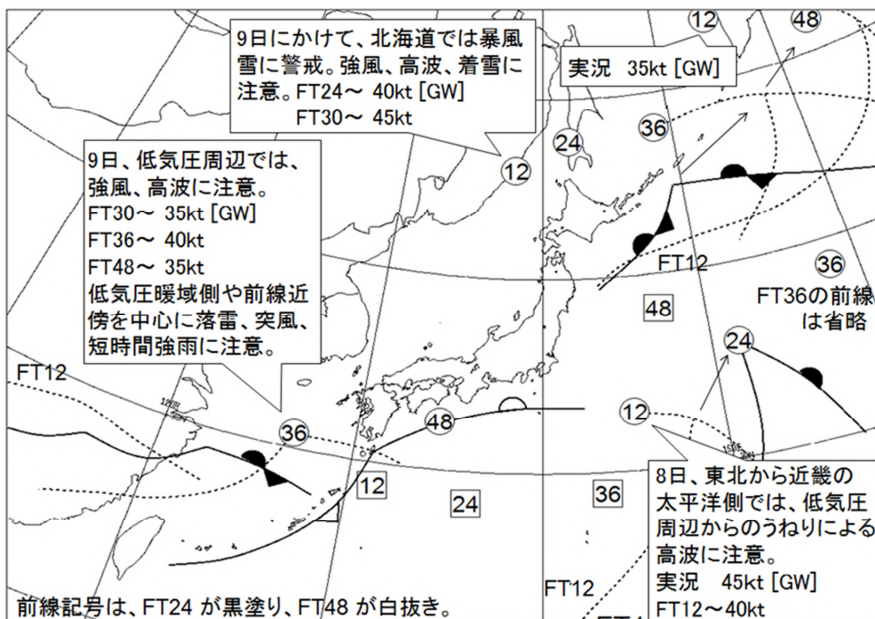 12
48
9日にかけて、北海道では暴風
雪に警戒。強風、高波、着雪に
注意。FT24～ 40kt [GW]
FT30～ 45kt
実況 35kt [GW]
36
24
12
9日、低気圧周辺では、
強風、高波に注意。
FT30～ 35kt [GW]
FT36～ 40kt
FT48～ 35kt
低気圧暖域側や前線近
傍を中心に落雷、突風、
短時間強雨に注意。
FT12
36
FT36の前線
は省略
48
24
FT12
12
36
48
12
24
36
8日、東北から近畿の
太平洋側では、低気圧
周辺からのうねりによる
高波に注意。
実況 45kt [GW]
FT12～40kt
FT12
前線記号は、FT24 が黒塗り、FT48 が白抜き。